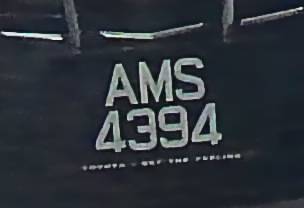 AMS
4394
TOYOTA - GET THE FEELING